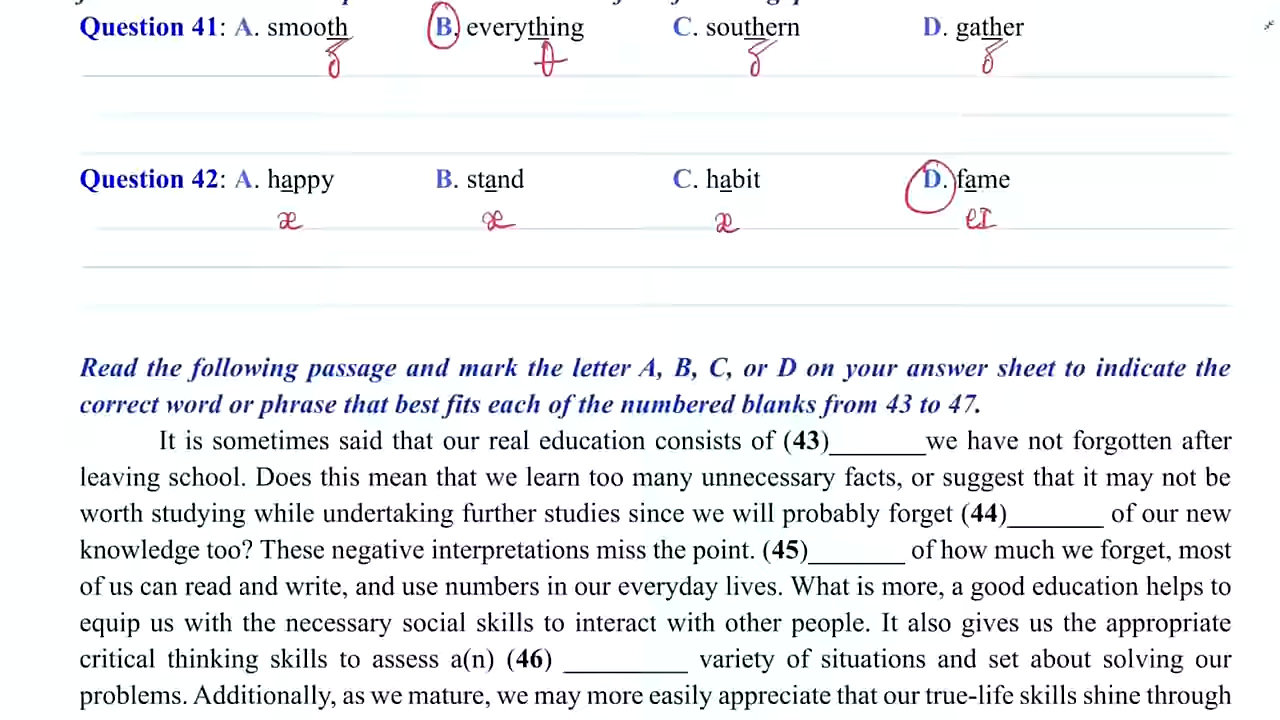 Question 41: A. smooth B. everything C. southern D. gather
ð θ ð ð
Question 42: A. happy B. stand C. habit D. fame
æ æ æ eI
Read the following passage and mark the letter A, B, C, or D on your answer sheet to indicate the
correct word or phrase that best fits each of the numbered blanks from 43 to 47.
It is sometimes said that our real education consists of (43)_______we have not forgotten after
leaving school. Does this mean that we learn too many unnecessary facts, or suggest that it may not be
worth studying while undertaking further studies since we will probably forget (44)_______ of our new
knowledge too? These negative interpretations miss the point. (45)_______ of how much we forget, most
of us can read and write, and use numbers in our everyday lives. What is more, a good education helps to
equip us with the necessary social skills to interact with other people. It also gives us the appropriate
critical thinking skills to assess a(n) (46) _________ variety of situations and set about solving our
problems. Additionally, as we mature, we may more easily appreciate that our true-life skills shine through